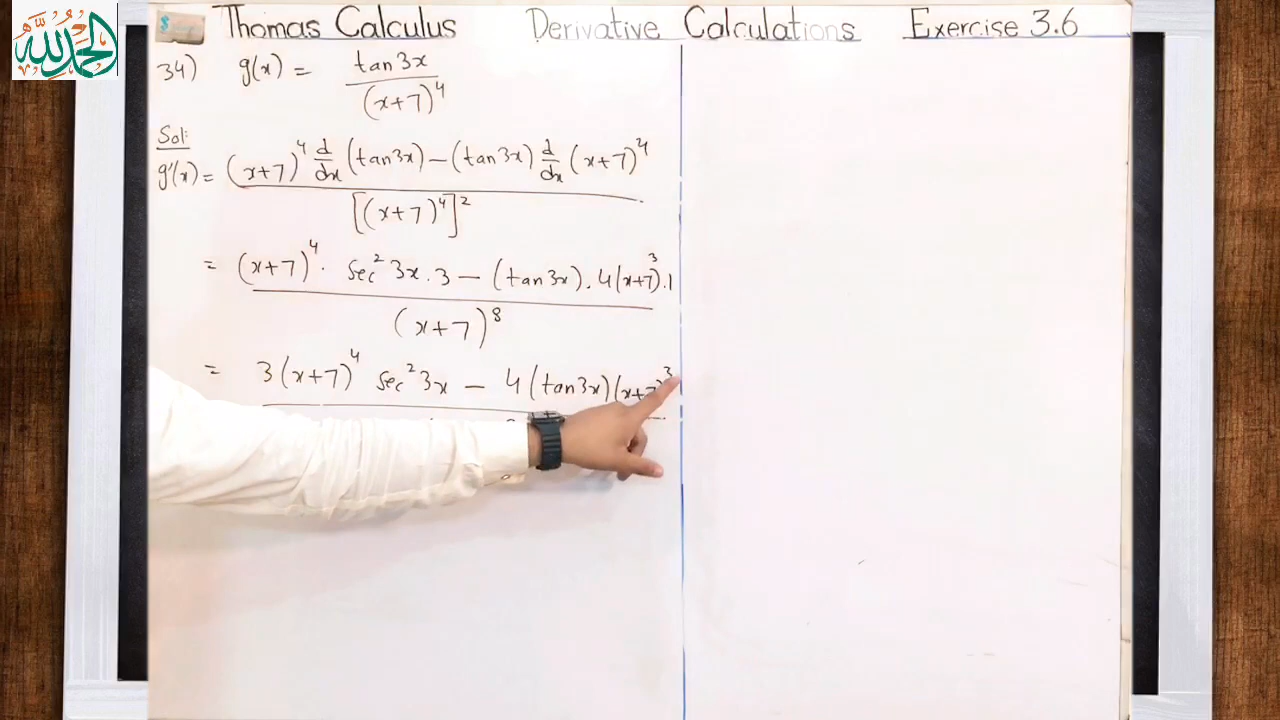 الحمد لله
Thomas Calculus Derivative Calculations Exercise 3.6
34) g(x) = tan3x / (x+7)^4
Sol:
g'(x) = (x+7)^4 d/dx (tan3x) − (tan3x) d/dx (x+7)^4 / [(x+7)^4]^2
= (x+7)^4 · sec^2 3x · 3 − (tan3x) · 4(x+7)^3 · 1 / (x+7)^8
= 3(x+7)^4 sec^2 3x − 4(tan3x)(x+7)^3